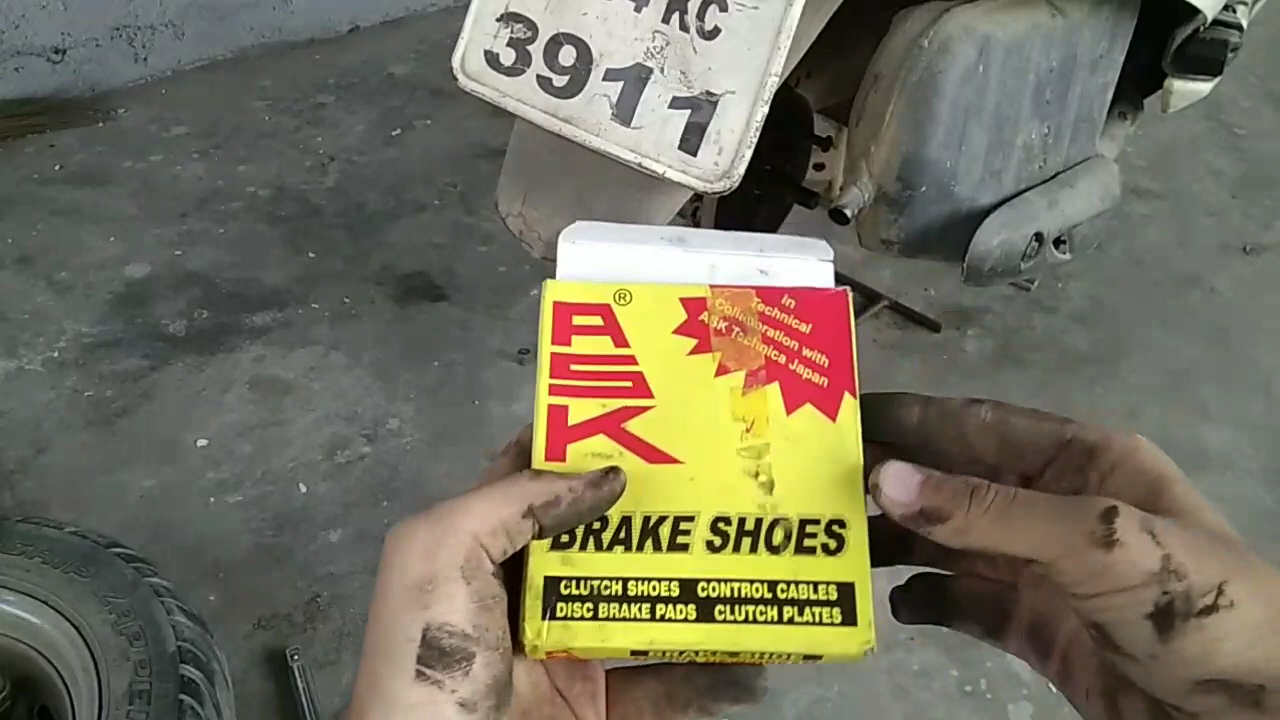 KC
3911
ASK®
In
Technical
Collaboration with
ASK Technica Japan
BRAKE SHOES
CLUTCH SHOES CONTROL CABLES
DISC BRAKE PADS CLUTCH PLATES
BRAKE SHOE